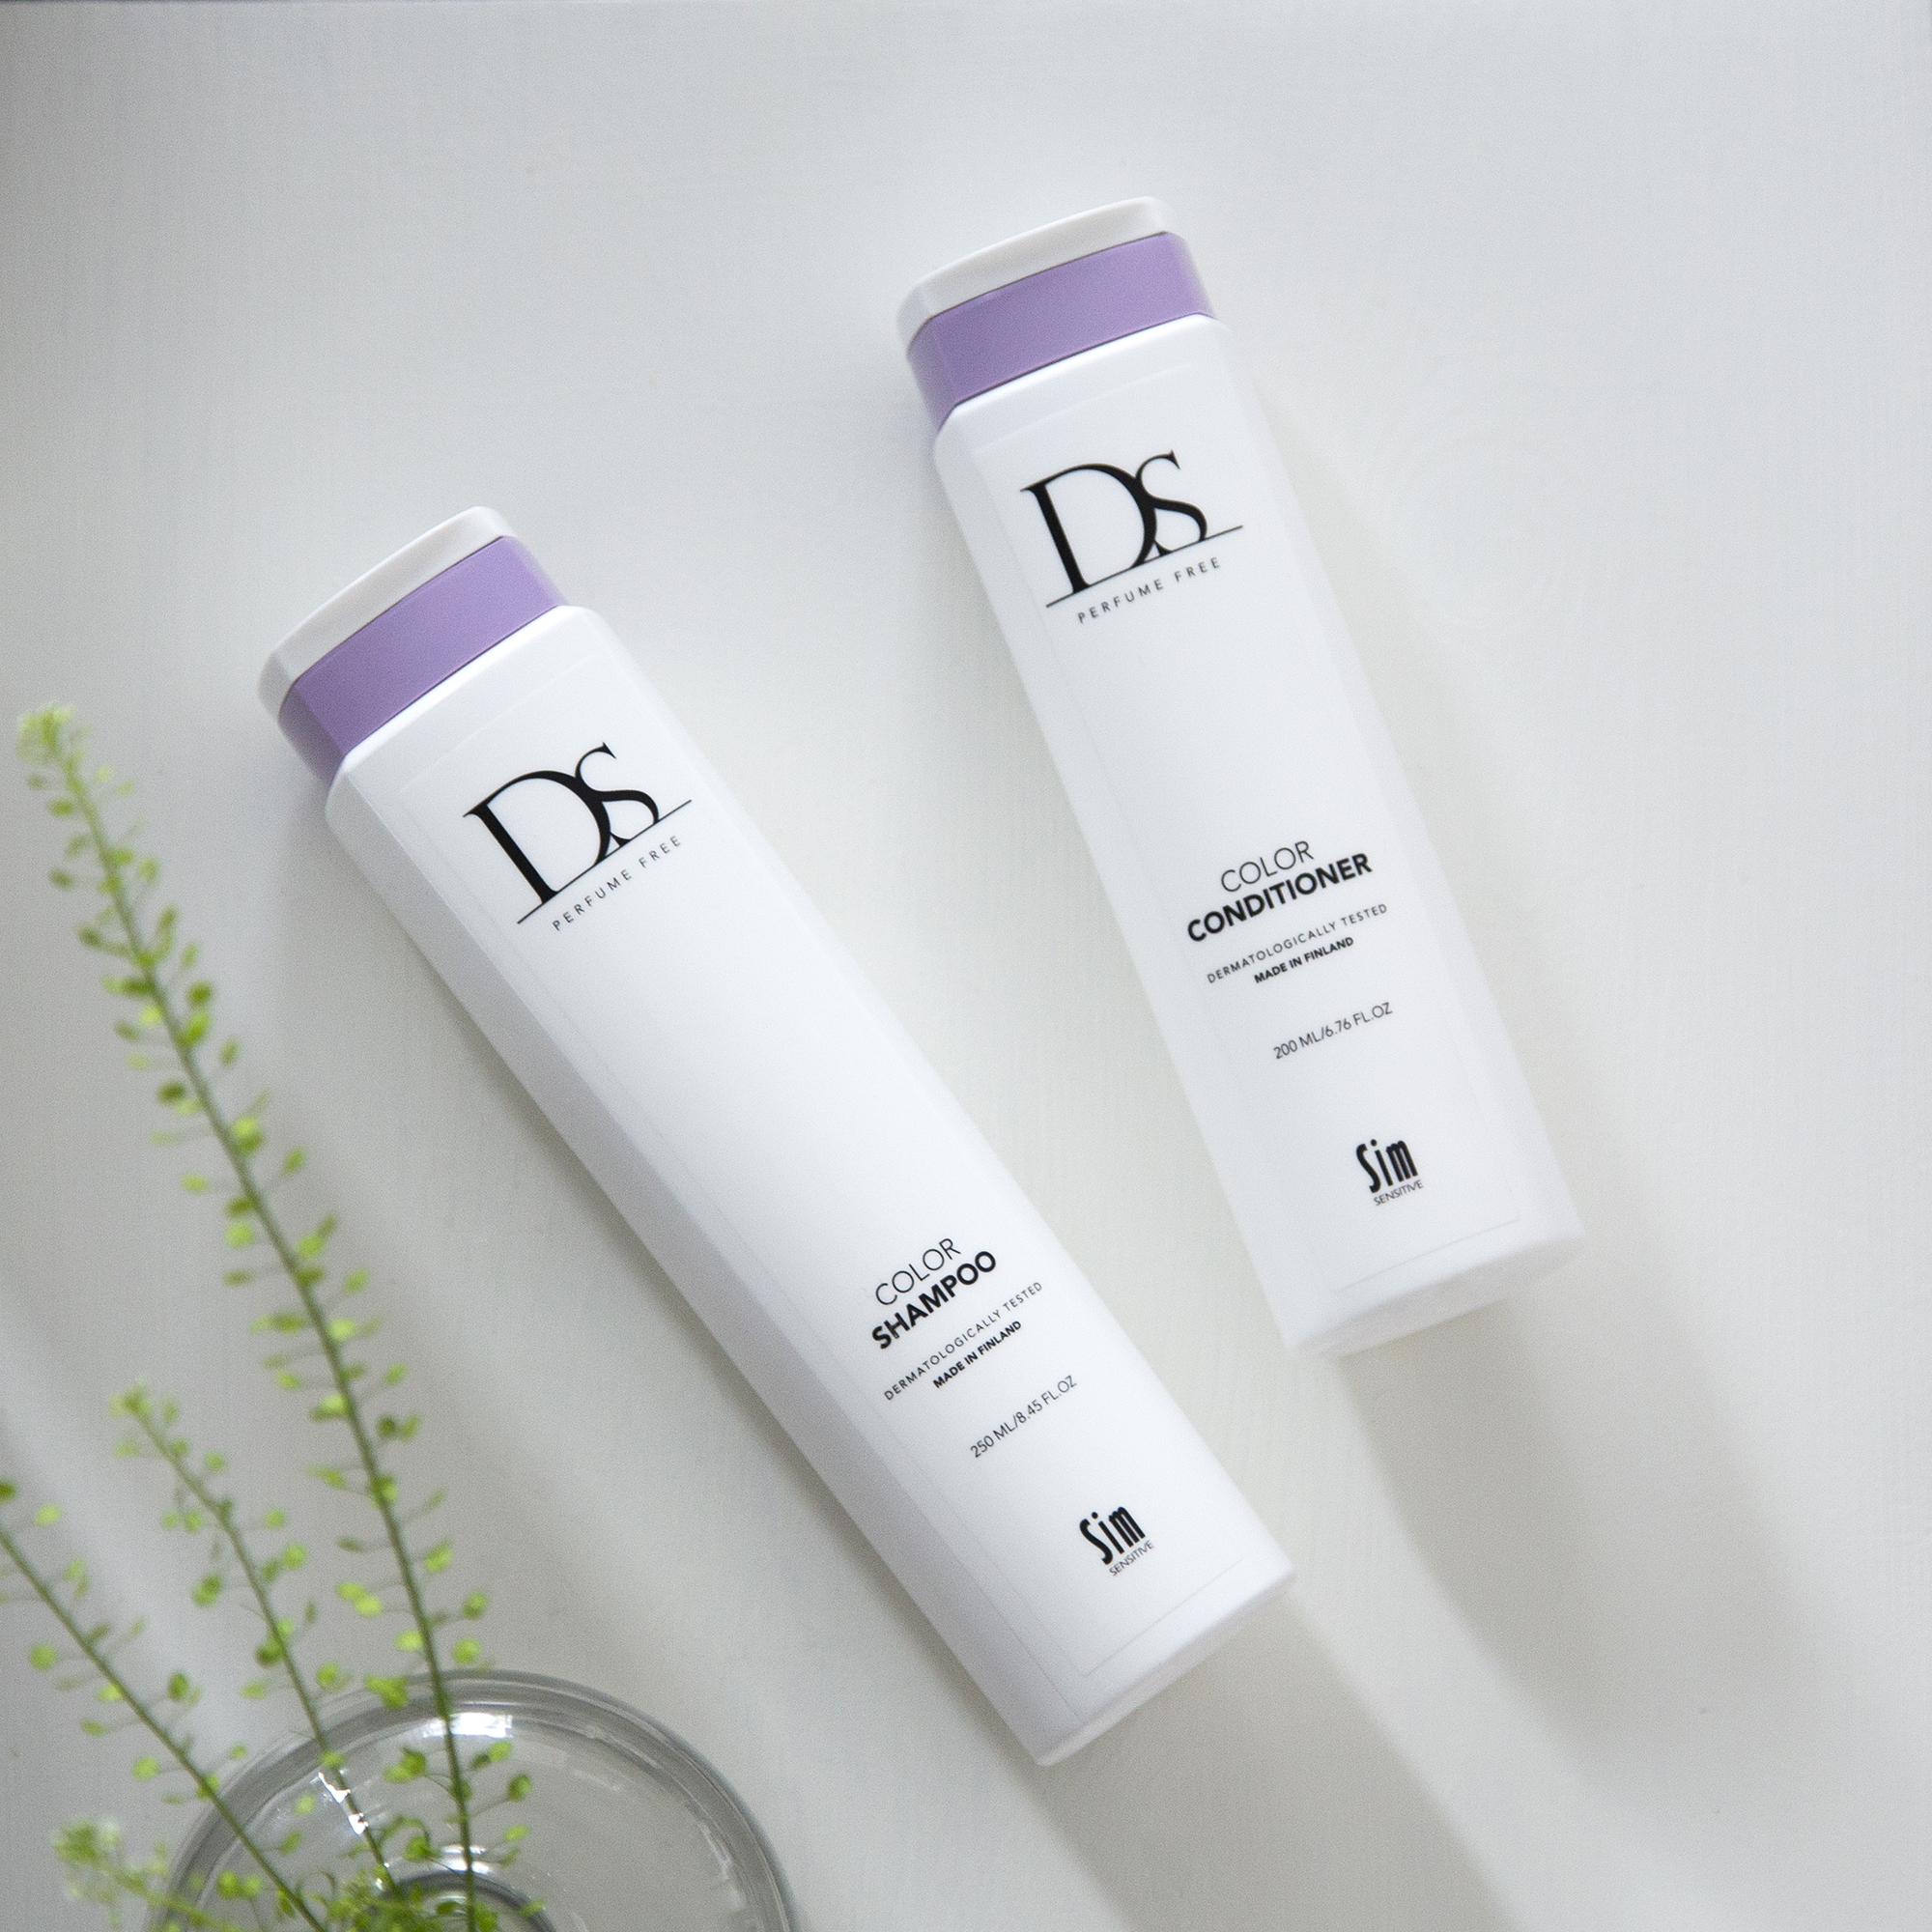 DS
PERFUME FREE
COLOR
SHAMPOO
DERMATOLOGICALLY TESTED
MADE IN FINLAND
250 ML/8.45 FL.OZ
Sim
SENSITIVE
DS
PERFUME FREE
COLOR
CONDITIONER
DERMATOLOGICALLY TESTED
MADE IN FINLAND
200 ML/6.76 FL.OZ
Sim
SENSITIVE